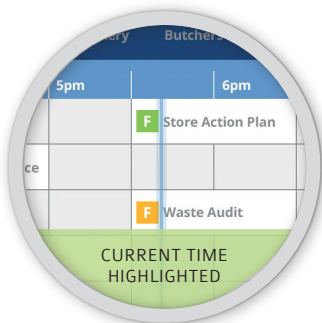 Butchers
5pm 6pm
F Store Action Plan
ce
F Waste Audit
CURRENT TIME
HIGHLIGHTED